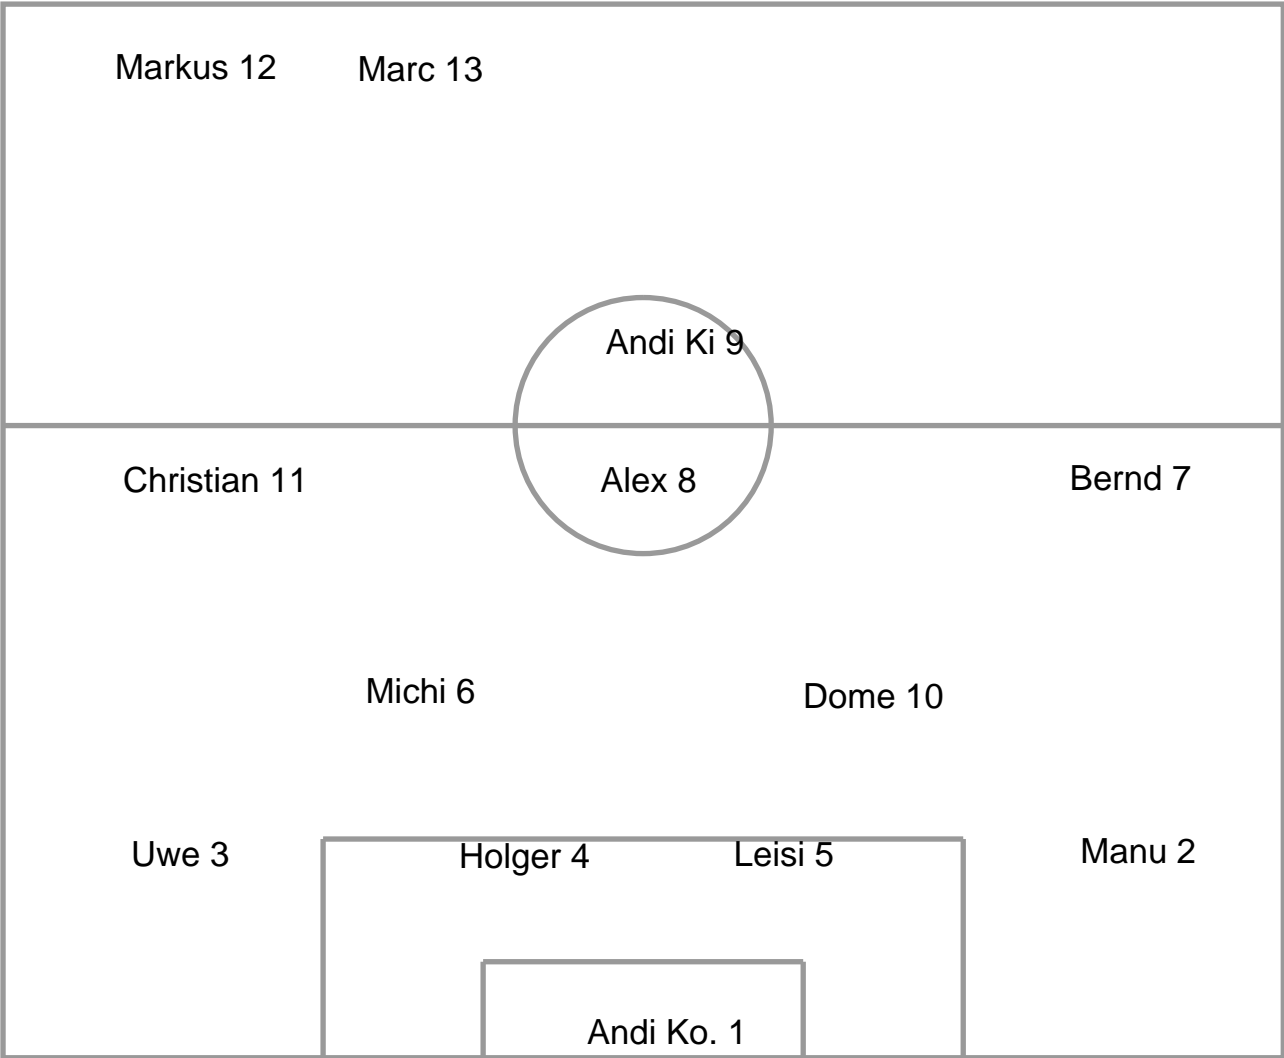 Markus 12
Marc 13
Andi Ki 9
Christian 11
Alex 8
Bernd 7
Michi 6
Dome 10
Uwe 3
Holger 4
Leisi 5
Manu 2
Andi Ko. 1